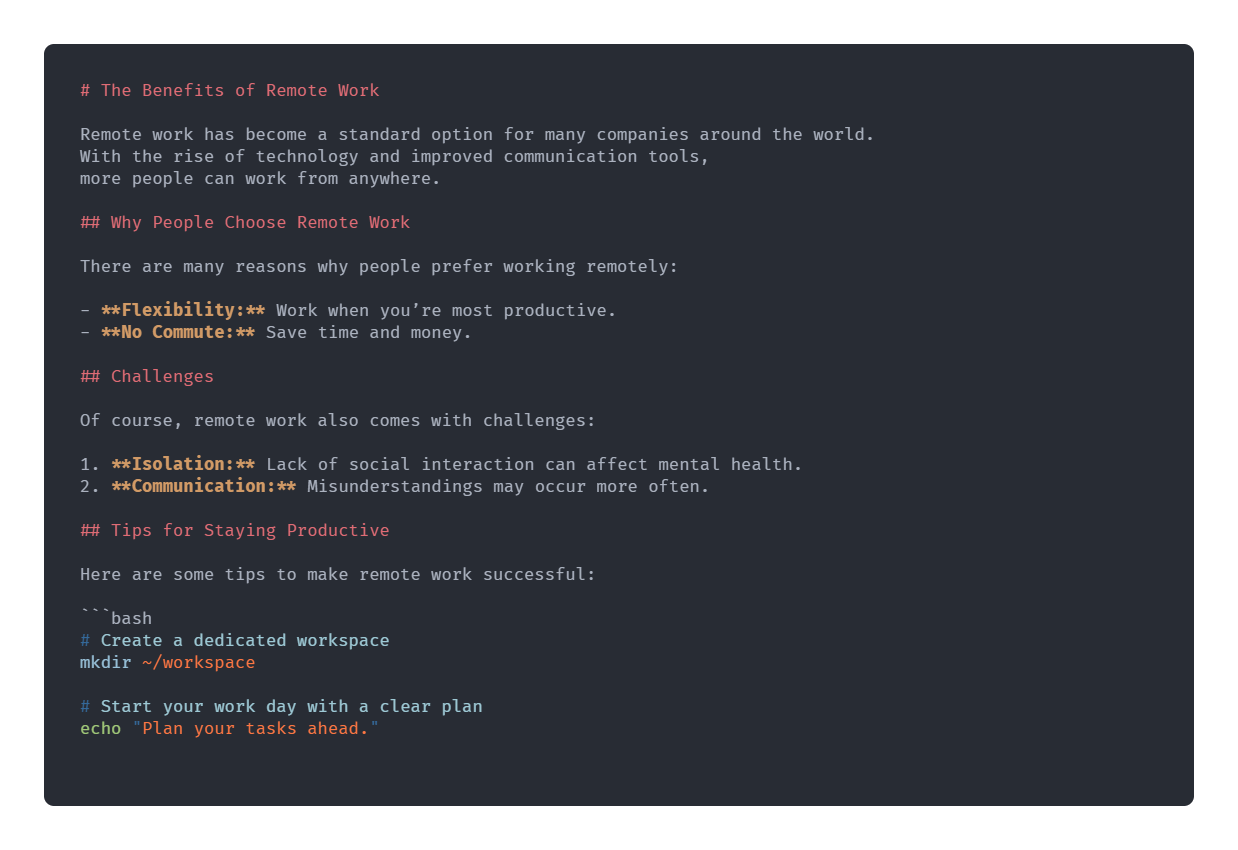 # The Benefits of Remote Work
Remote work has become a standard option for many companies around the world.
With the rise of technology and improved communication tools,
more people can work from anywhere.
## Why People Choose Remote Work
There are many reasons why people prefer working remotely:
- **Flexibility:** Work when you’re most productive.
- **No Commute:** Save time and money.
## Challenges
Of course, remote work also comes with challenges:
1. **Isolation:** Lack of social interaction can affect mental health.
2. **Communication:** Misunderstandings may occur more often.
## Tips for Staying Productive
Here are some tips to make remote work successful:
```bash
# Create a dedicated workspace
mkdir ~/workspace
# Start your work day with a clear plan
echo "Plan your tasks ahead."